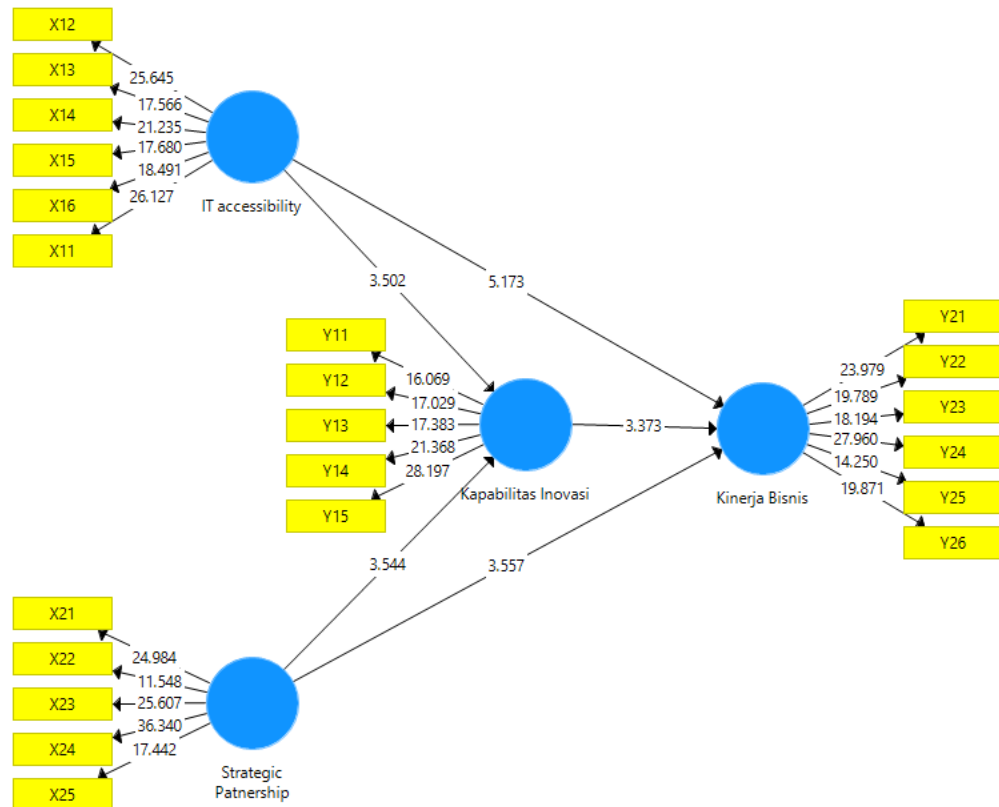 X12
X13
X14
X15
X16
X11
25.645
17.566
21.235
17.680
18.491
26.127
IT accessibility
3.502
5.173
Y11
Y12
Y13
Y14
Y15
16.069
17.029
17.383
21.368
28.197
Kapabilitas Inovasi
3.373
Y21
Y22
Y23
Y24
Y25
Y26
23.979
19.789
18.194
27.960
14.250
19.871
Kinerja Bisnis
3.544
3.557
X21
X22
X23
X24
X25
24.984
11.548
25.607
36.340
17.442
Strategic
Patnership